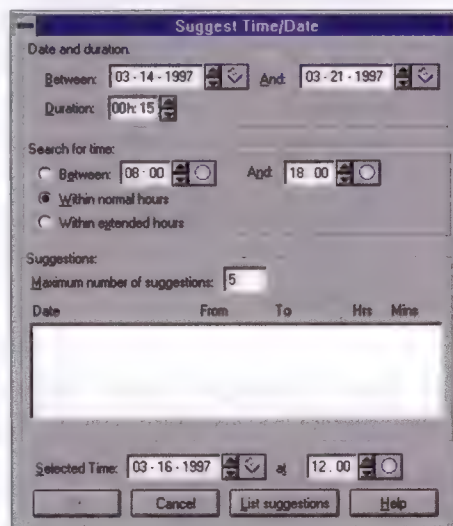 Suggest Time/Date
Date and duration.
Between: 03-14-1997 And: 03-21-1997
Duration: 00h:15
Search for time:
Between: 08:00 And: 18.00
Within normal hours
Within extended hours
Suggestions:
Maximum number of suggestions: 5
Date From To Hrs Mins
Selected Time: 03-16-1997 at 12.00
Cancel List suggestions Help